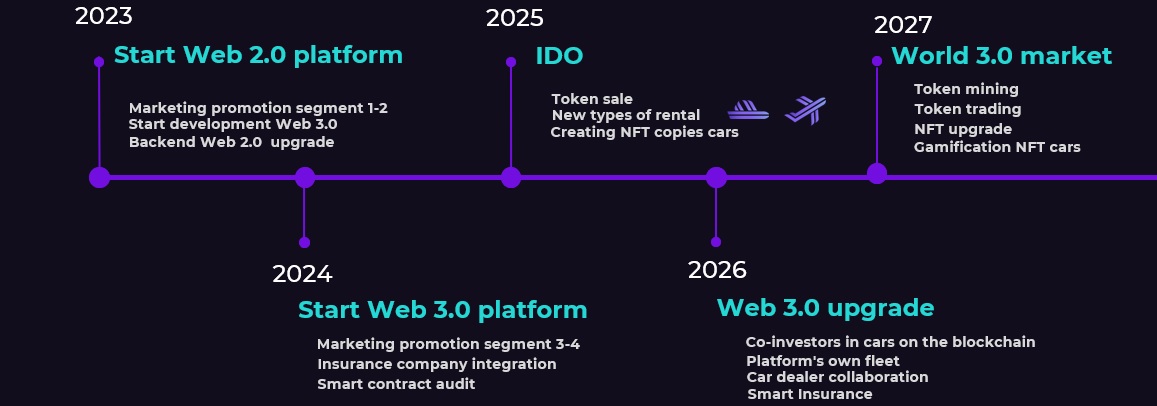 2023
Start Web 2.0 platform
Marketing promotion segment 1-2
Start development Web 3.0
Backend Web 2.0  upgrade
2025
IDO
Token sale
New types of rental
Creating NFT copies cars
2027
World 3.0 market
Token mining
Token trading
NFT upgrade
Gamification NFT cars
2024
Start Web 3.0 platform
Marketing promotion segment 3-4
Insurance company integration
Smart contract audit
2026
Web 3.0 upgrade
Co-investors in cars on the blockchain
Platform's own fleet
Car dealer collaboration
Smart Insurance